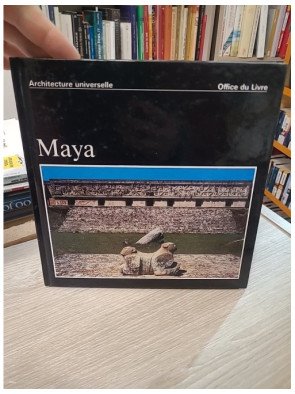 Architecture universelle
Office du Livre
Maya